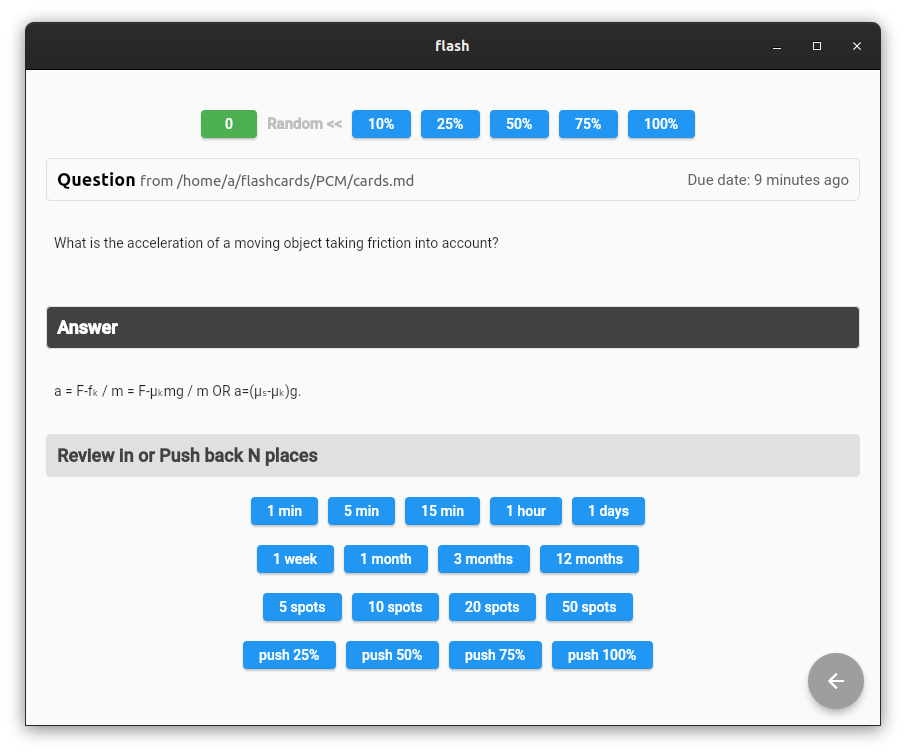 flash
0 Random << 10% 25% 50% 75% 100%
Question from /home/a/flashcards/PCM/cards.md Due date: 9 minutes ago
What is the acceleration of a moving object taking friction into account?
Answer
a = F-fₖ / m = F-μₖmg / m OR a=(μₛ-μₖ)g.
Review in or Push back N places
1 min 5 min 15 min 1 hour 1 days
1 week 1 month 3 months 12 months
5 spots 10 spots 20 spots 50 spots
push 25% push 50% push 75% push 100%